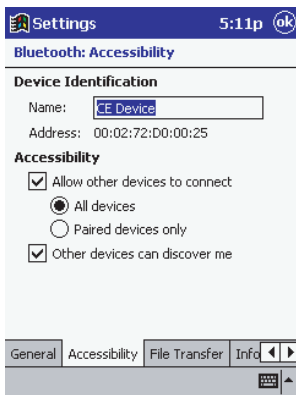 Settings 5:11p ok
Bluetooth: Accessibility
Device Identification
Name: CE Device
Address: 00:02:72:D0:00:25
Accessibility
Allow other devices to connect
All devices
Paired devices only
Other devices can discover me
General Accessibility File Transfer Info